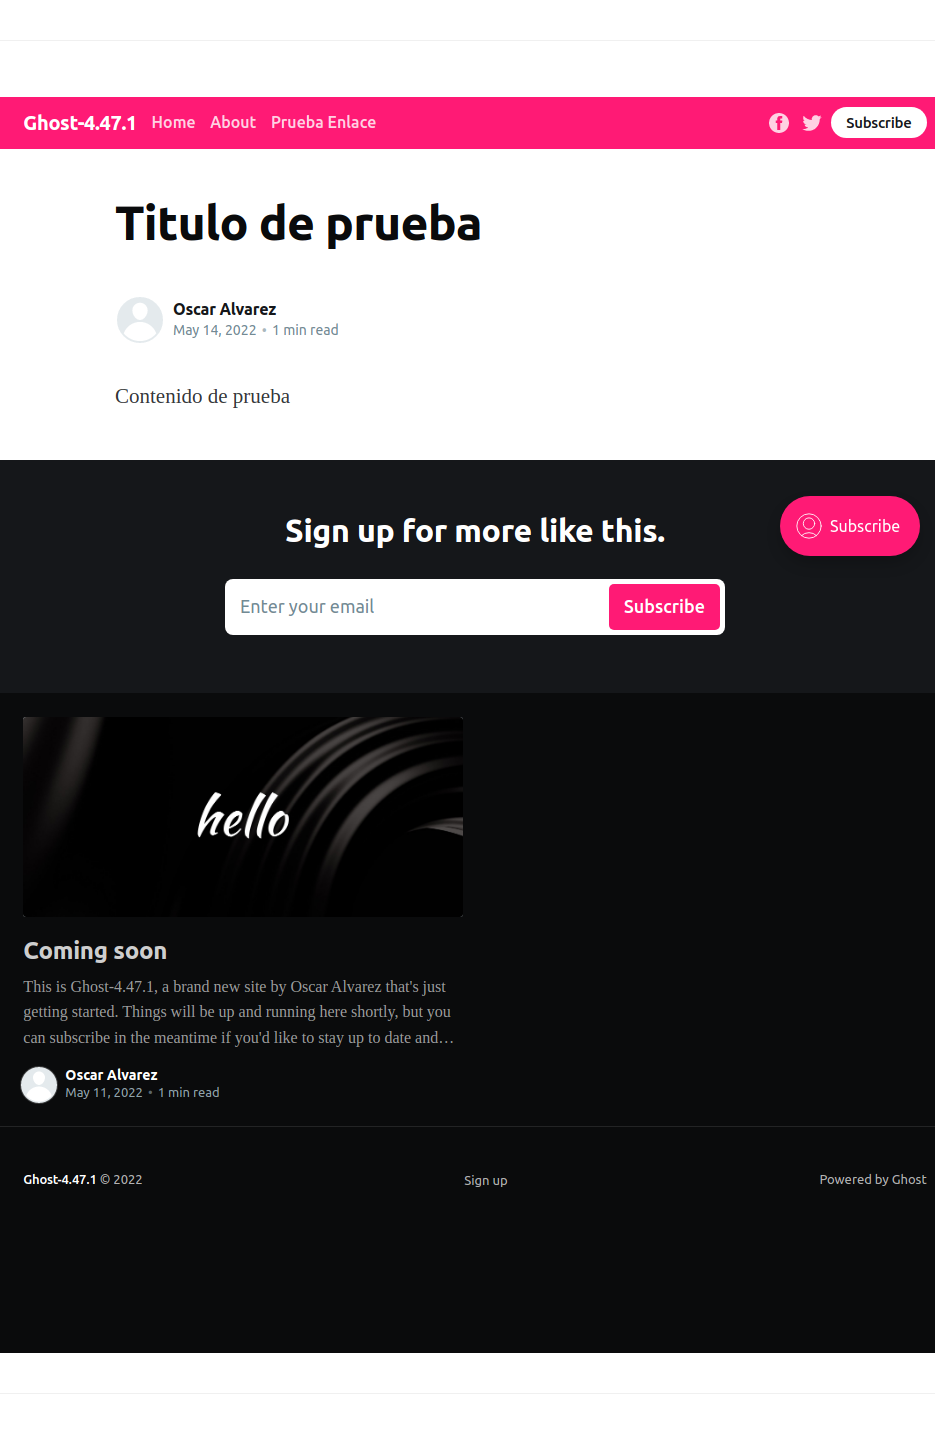 Ghost-4.47.1 Home About Prueba Enlace Subscribe
Titulo de prueba
Oscar Alvarez
May 14, 2022 • 1 min read
Contenido de prueba
Sign up for more like this.
Subscribe
Enter your email Subscribe
hello
Coming soon
This is Ghost-4.47.1, a brand new site by Oscar Alvarez that's just
getting started. Things will be up and running here shortly, but you
can subscribe in the meantime if you'd like to stay up to date and…
Oscar Alvarez
May 11, 2022 • 1 min read
Ghost-4.47.1 © 2022 Sign up Powered by Ghost